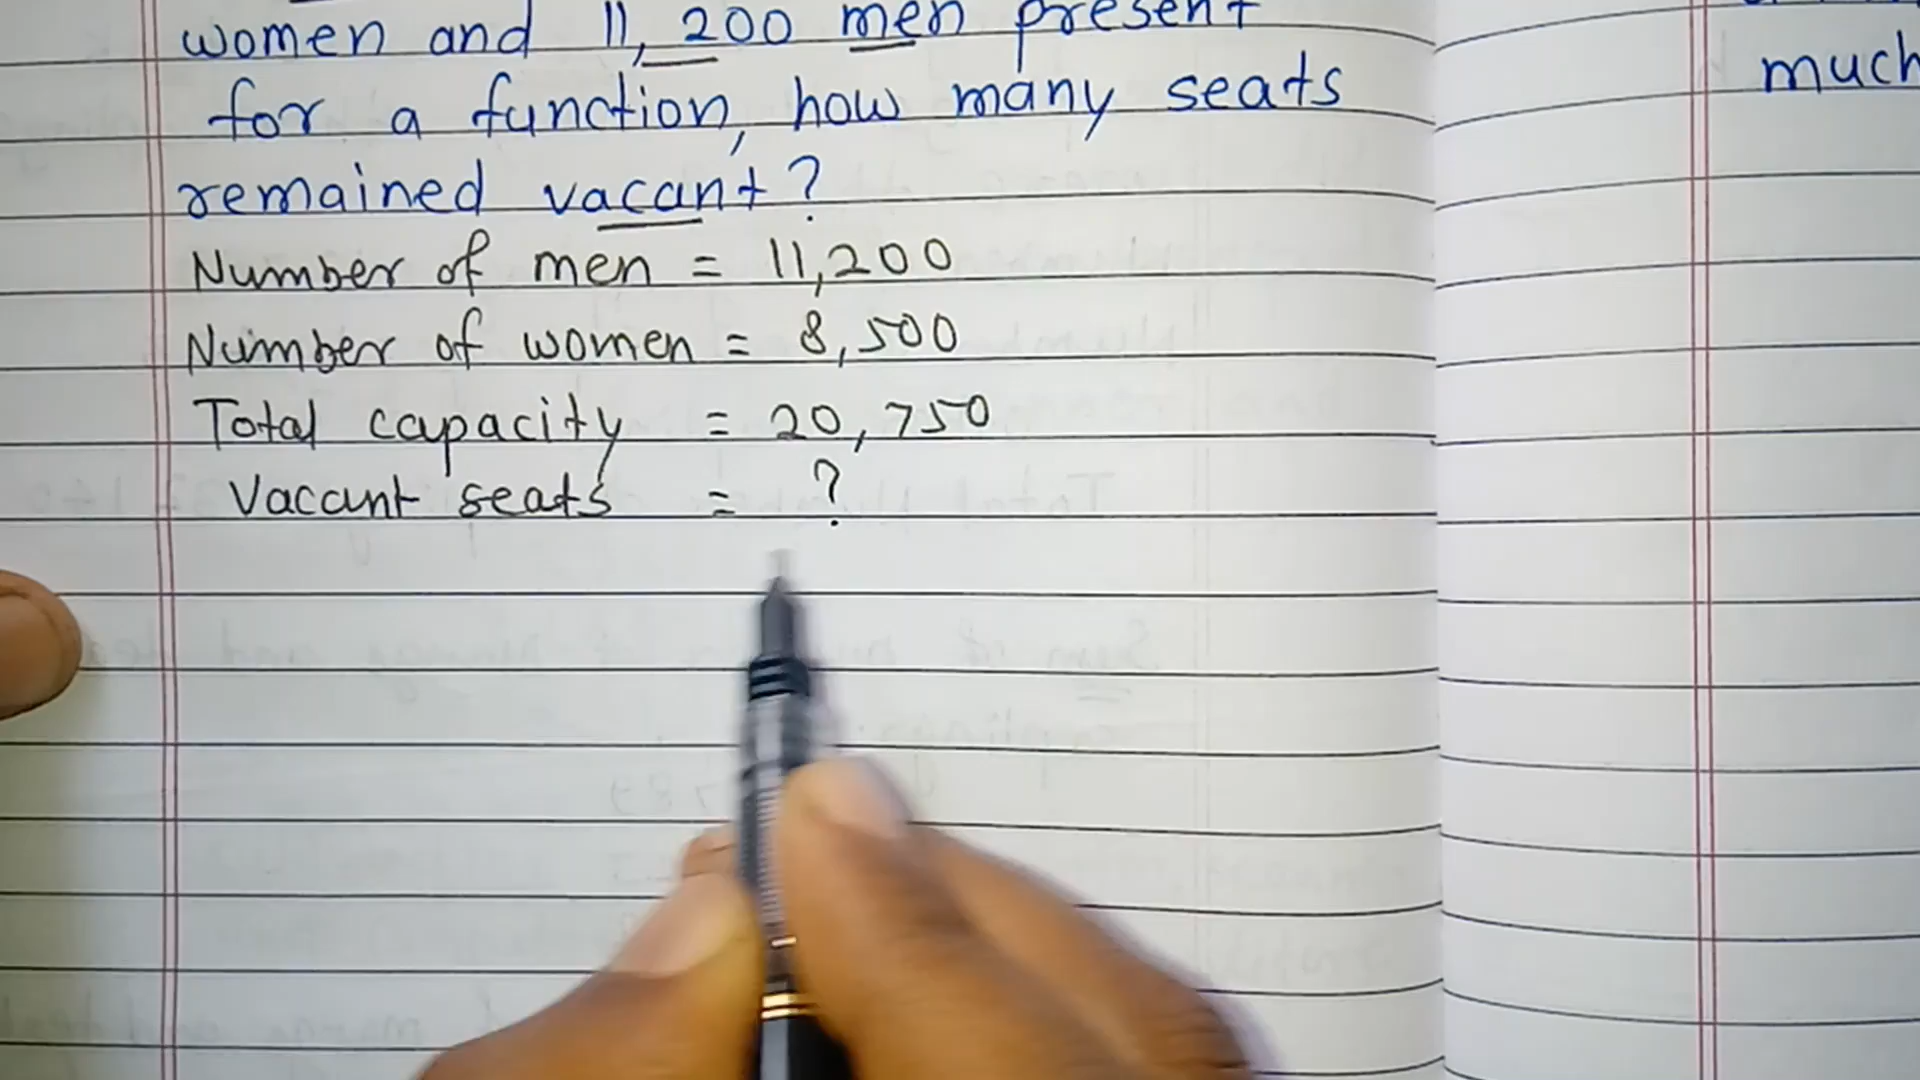 women and 11,200 men present
for a function, how many seats
remained vacant?
Number of men = 11,200
Number of women = 8,500
Total capacity = 20,750
Vacant seats = ?
much